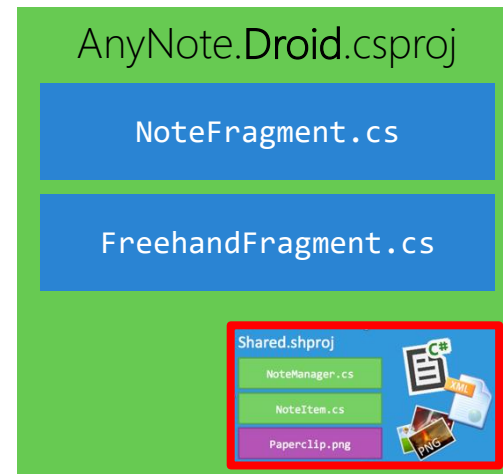 AnyNote.Droid.csproj
NoteFragment.cs
FreehandFragment.cs
Shared.shproj
NoteManager.cs
NoteItem.cs
Paperclip.png
C#
XML
PNG